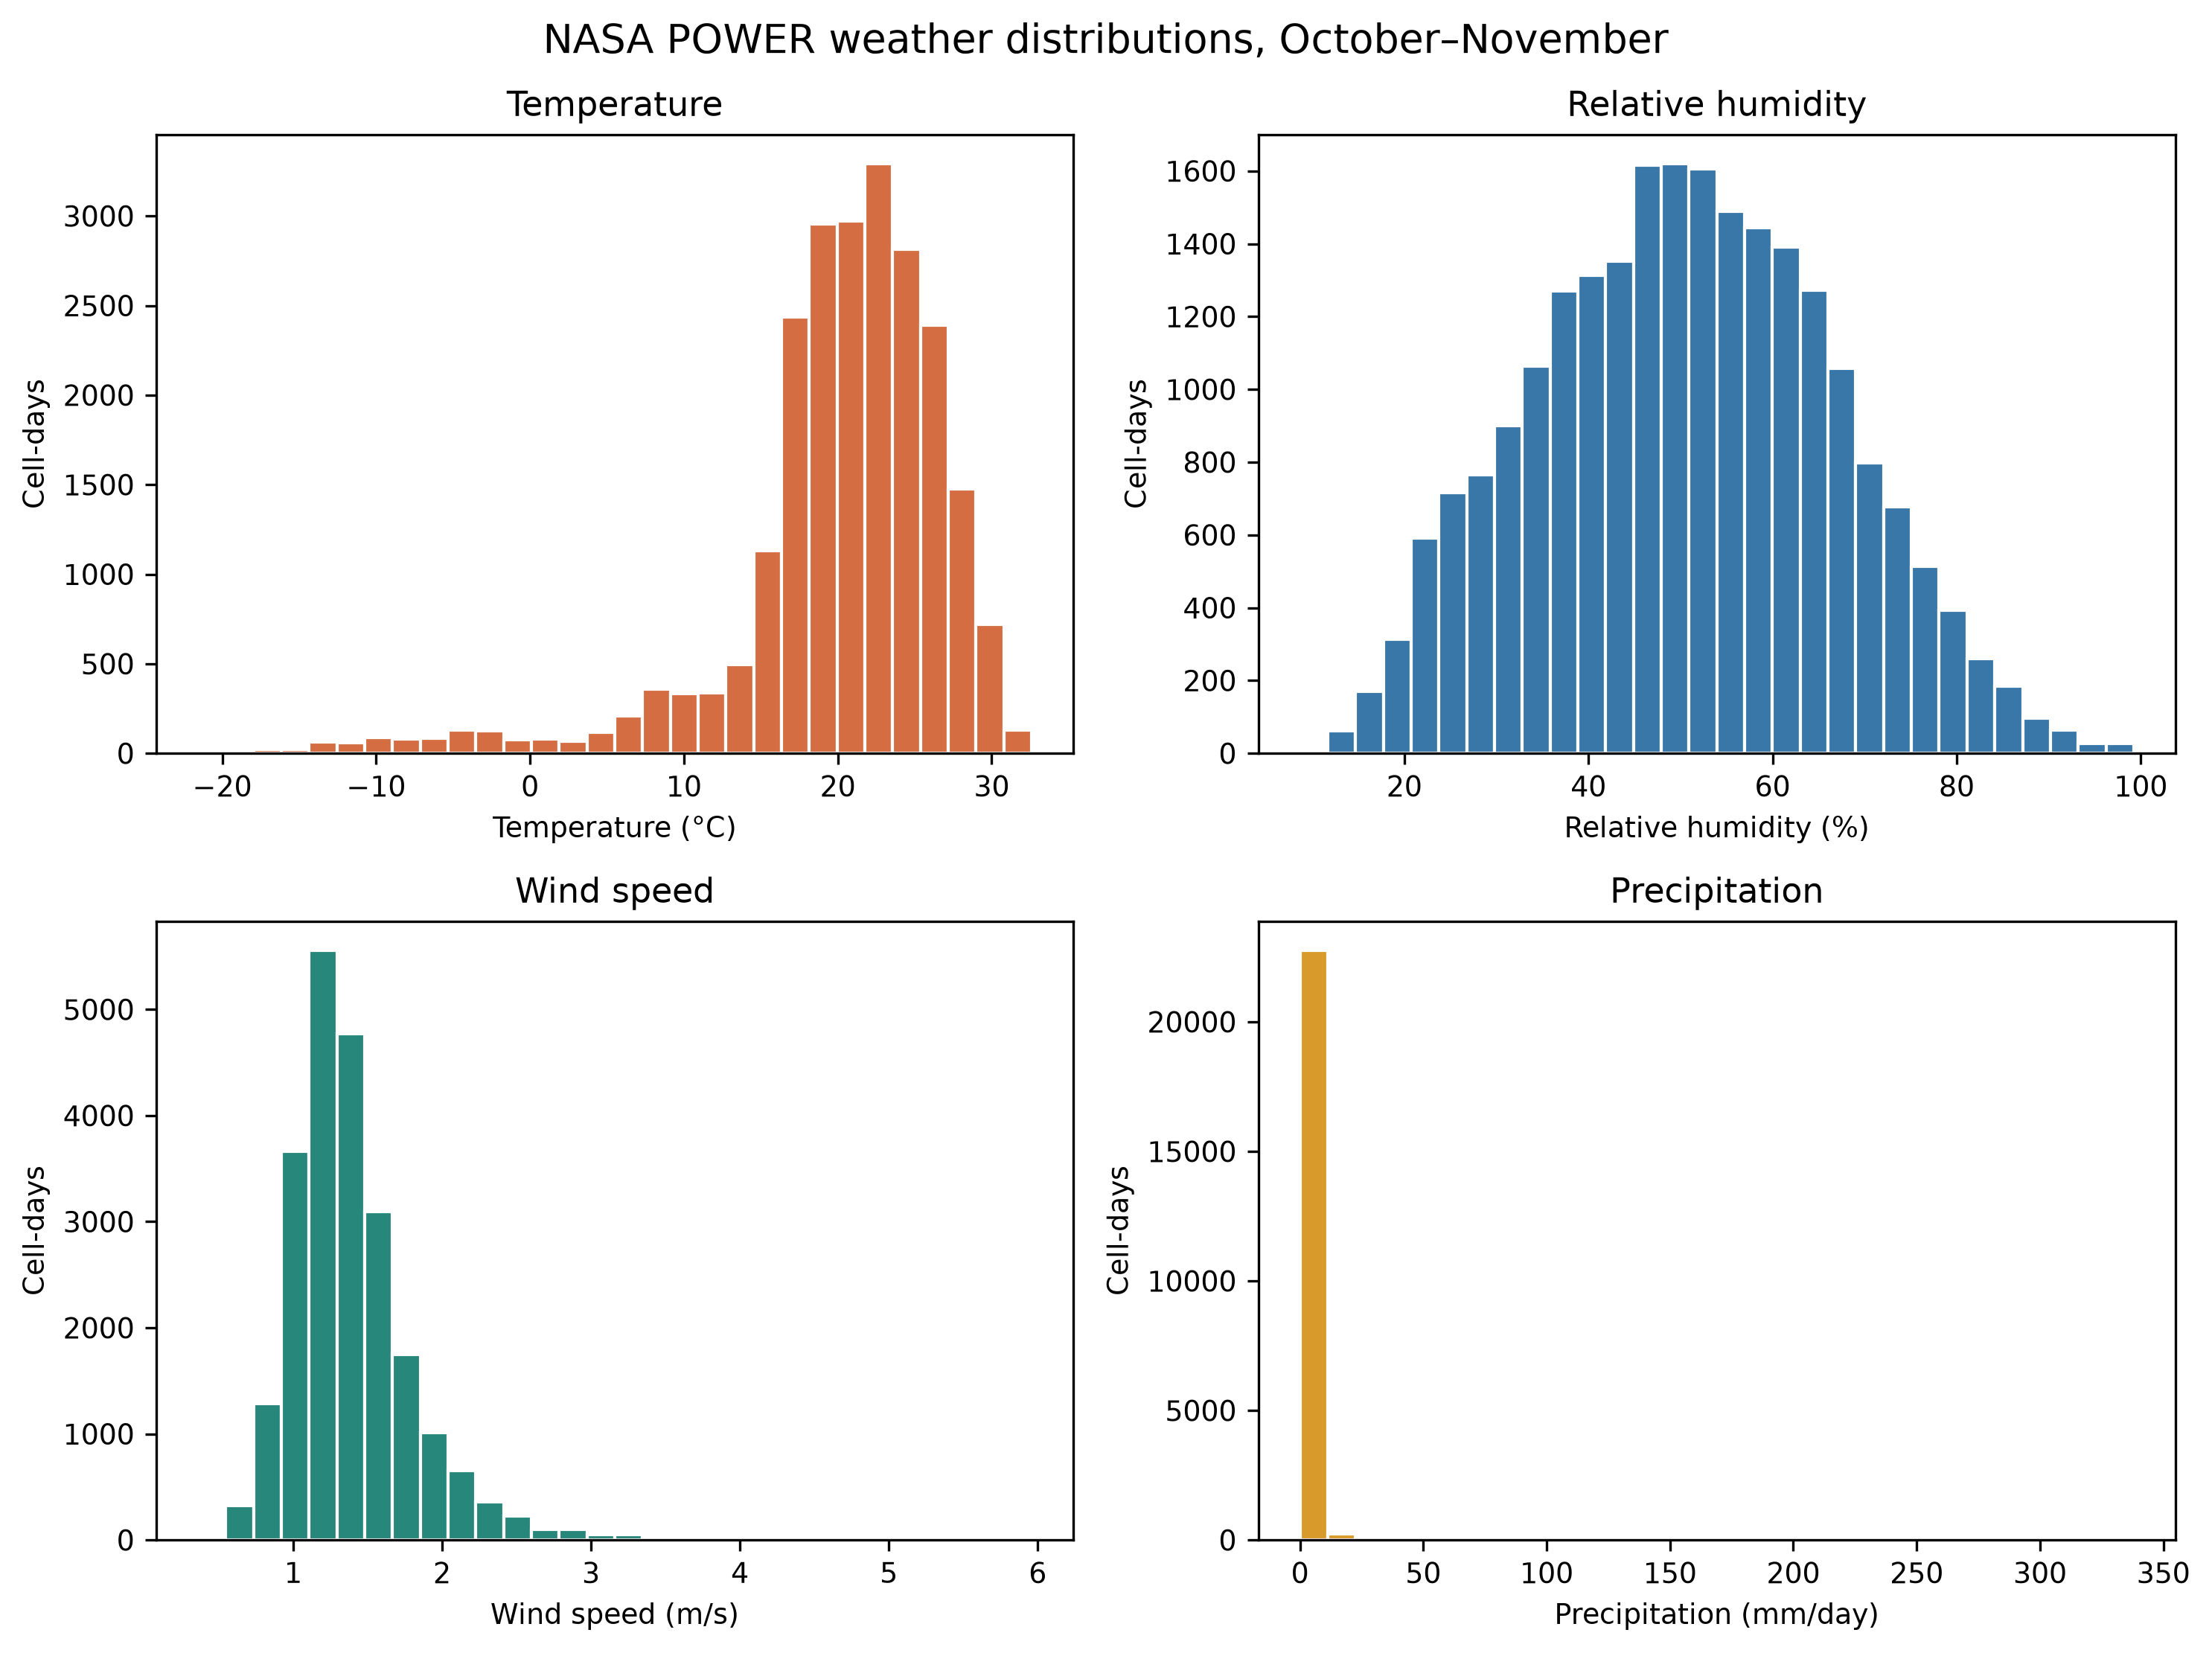 NASA POWER weather distributions, October–November
Temperature
3000
2500
2000
1500
1000
500
0
Cell-days
−20 −10 0 10 20 30
Temperature (°C)
Relative humidity
1600
1400
1200
1000
800
600
400
200
0
Cell-days
20 40 60 80 100
Relative humidity (%)
Wind speed
5000
4000
3000
2000
1000
0
Cell-days
1 2 3 4 5 6
Wind speed (m/s)
Precipitation
20000
15000
10000
5000
0
Cell-days
0 50 100 150 200 250 300 350
Precipitation (mm/day)